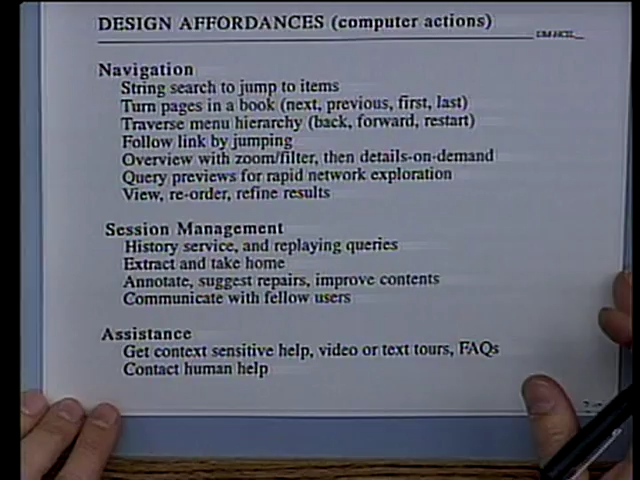 DESIGN AFFORDANCES (computer actions)
Navigation
String search to jump to items
Turn pages in a book (next, previous, first, last)
Traverse menu hierarchy (back, forward, restart)
Follow link by jumping
Overview with zoom/filter, then details-on-demand
Query previews for rapid network exploration
View, re-order, refine results
Session Management
History service, and replaying queries
Extract and take home
Annotate, suggest repairs, improve contents
Communicate with fellow users
Assistance
Get context sensitive help, video or text tours, FAQs
Contact human help